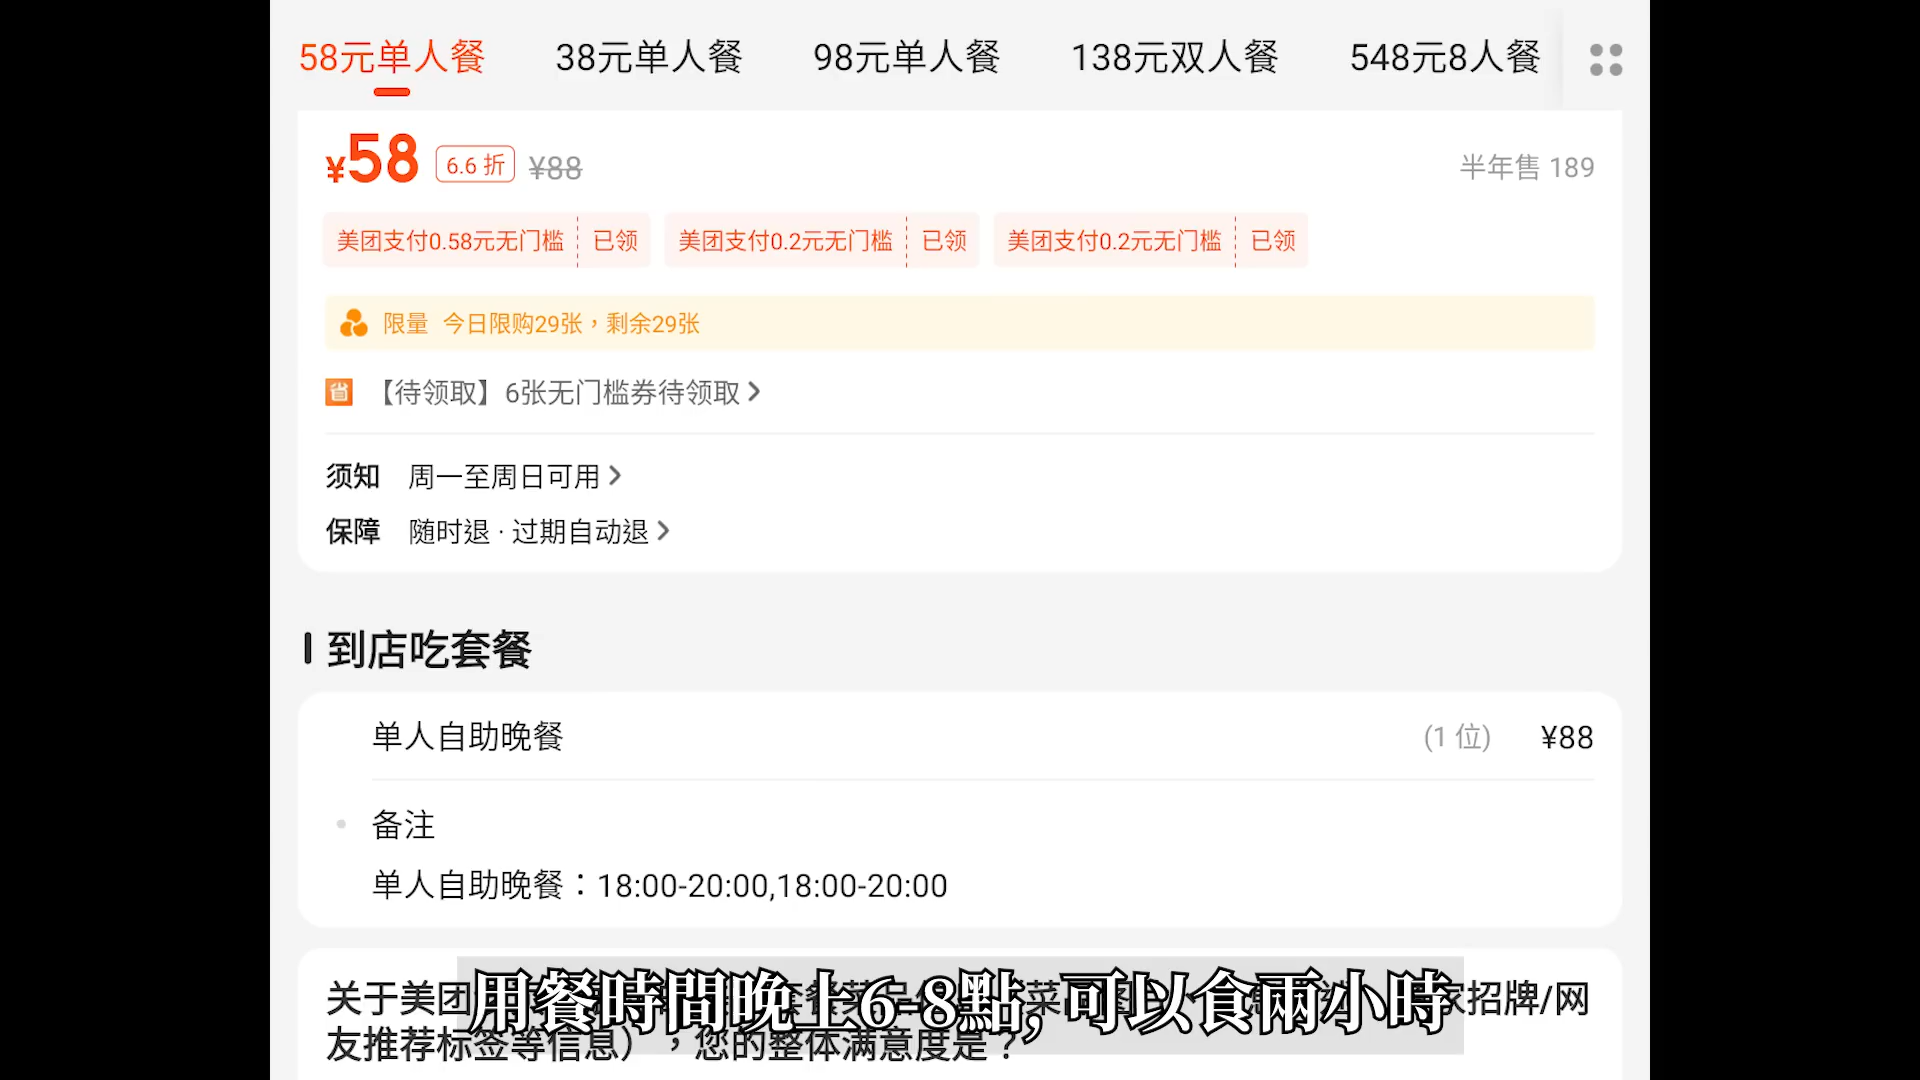 58元单人餐 38元单人餐 98元单人餐 138元双人餐 548元8人餐
¥58 6.6 折 ¥88 半年售 189
美团支付0.58元无门槛 已领 美团支付0.2元无门槛 已领 美团支付0.2元无门槛 已领
限量 今日限购29张，剩余29张
省 【待领取】6张无门槛券待领取
须知 周一至周日可用
保障 随时退 · 过期自动退
到店吃套餐
单人自助晚餐 (1 位) ¥88
备注
单人自助晚餐：18:00-20:00,18:00-20:00
关于美团
家招牌/网
用餐時間晚上6-8點, 可以食兩小時
友推荐标签等信息），您的整体满意度是？